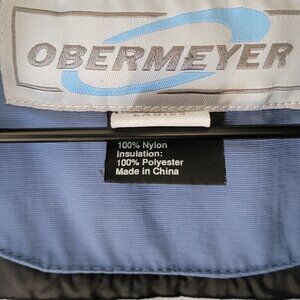 OBERMEYER
100% Nylon
Insulation:
100% Polyester
Made in China